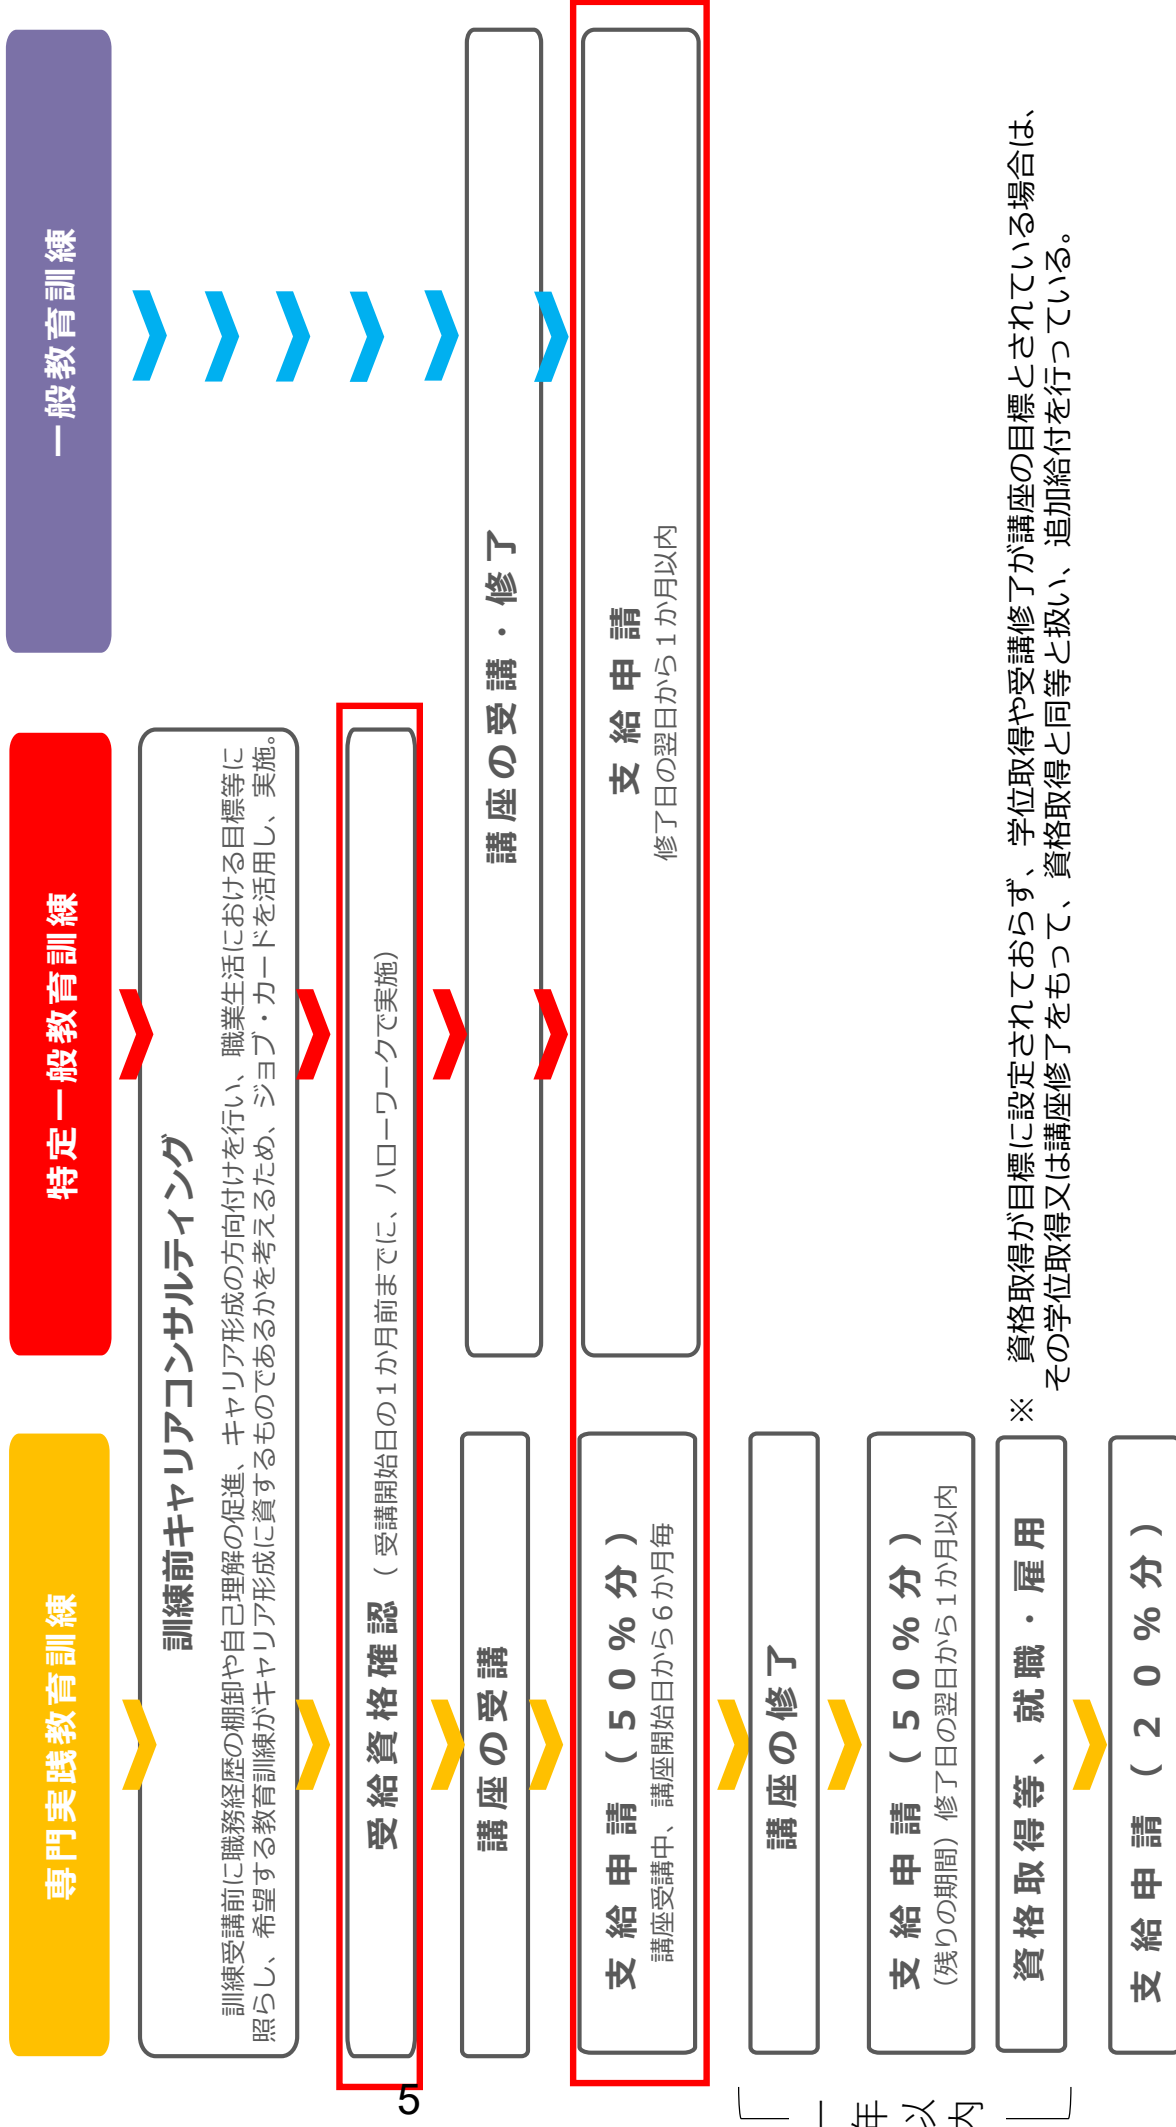 専門実践教育訓練
特定一般教育訓練
一般教育訓練
訓練前キャリアコンサルティング
訓練受講前に職務経歴の棚卸や自己理解の促進、キャリア形成の方向付けを行い、職業生活における目標等に
照らし、希望する教育訓練がキャリア形成に資するものであるかを考えるため、ジョブ・カードを活用し、実施。
受給資格確認（受講開始日の１か月前までに、ハローワークで実施）
講座の受講
講座の受講・修了
支給申請（５０％分）
講座受講中、講座開始日から６か月毎
支給申請
修了日の翌日から１か月以内
講座の修了
支給申請（５０％分）
（残りの期間）修了日の翌日から１か月以内
資格取得等、就職・雇用
※　資格取得が目標に設定されておらず、学位取得や受講修了が講座の目標とされている場合は、
その学位取得又は講座修了をもって、資格取得と同等と扱い、追加給付を行っている。
支給申請（２０％分）
一年以内
5